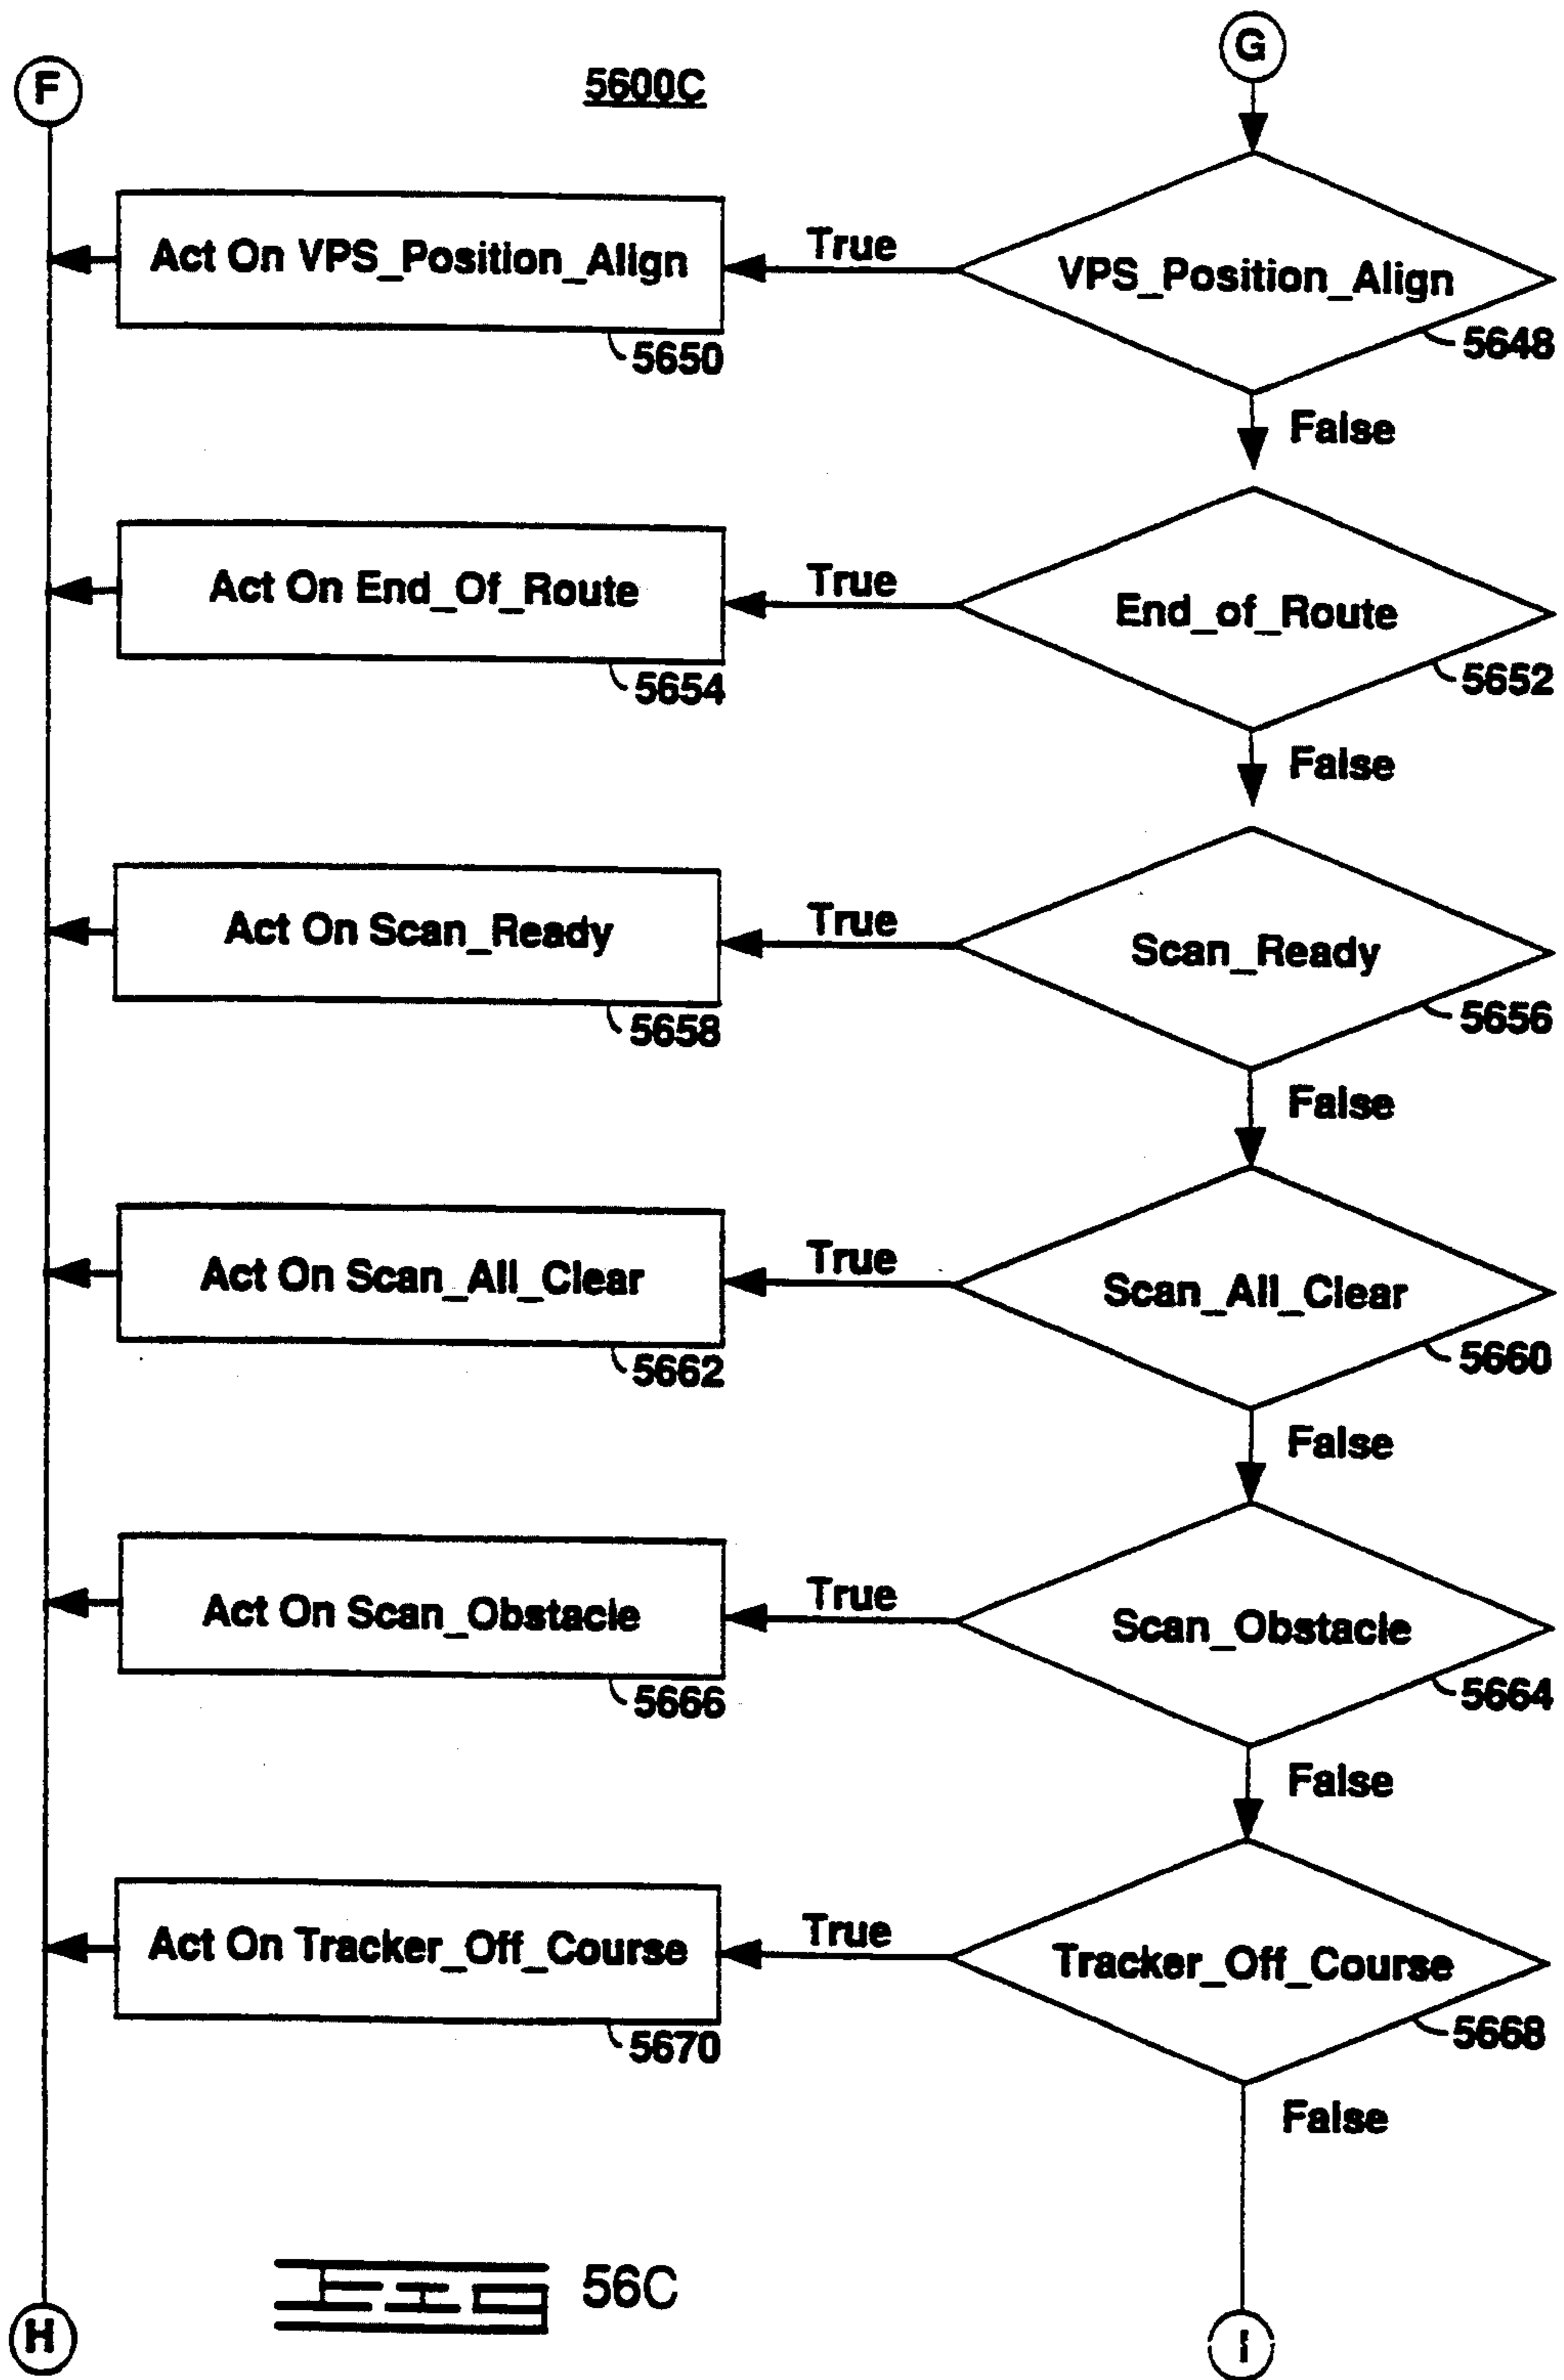 G
F
5600C
Act On VPS_Position_Align
True
VPS_Position_Align
5650
5648
False
Act On End_Of_Route
True
End_of_Route
5654
5652
False
Act On Scan_Ready
True
Scan_Ready
5658
5656
False
Act On Scan_All_Clear
True
Scan_All_Clear
5662
5660
False
Act On Scan_Obstacle
True
Scan_Obstacle
5666
5664
False
Act On Tracker_Off_Course
True
Tracker_Off_Course
5670
5668
False
FIG 56C
H
I